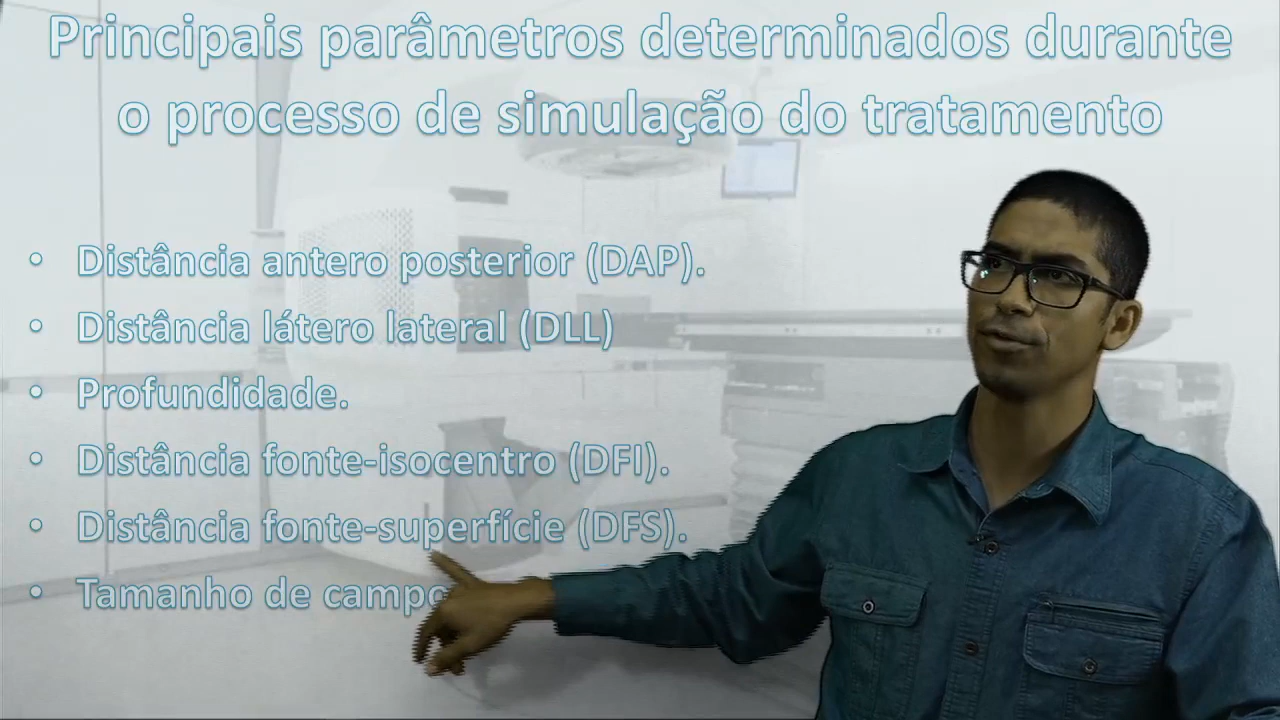 Principais parâmetros determinados durante
o processo de simulação do tratamento
• Distância antero posterior (DAP).
• Distância látero lateral (DLL)
• Profundidade.
• Distância fonte-isocentro (DFI).
• Distância fonte-superfície (DFS).
• Tamanho de campo